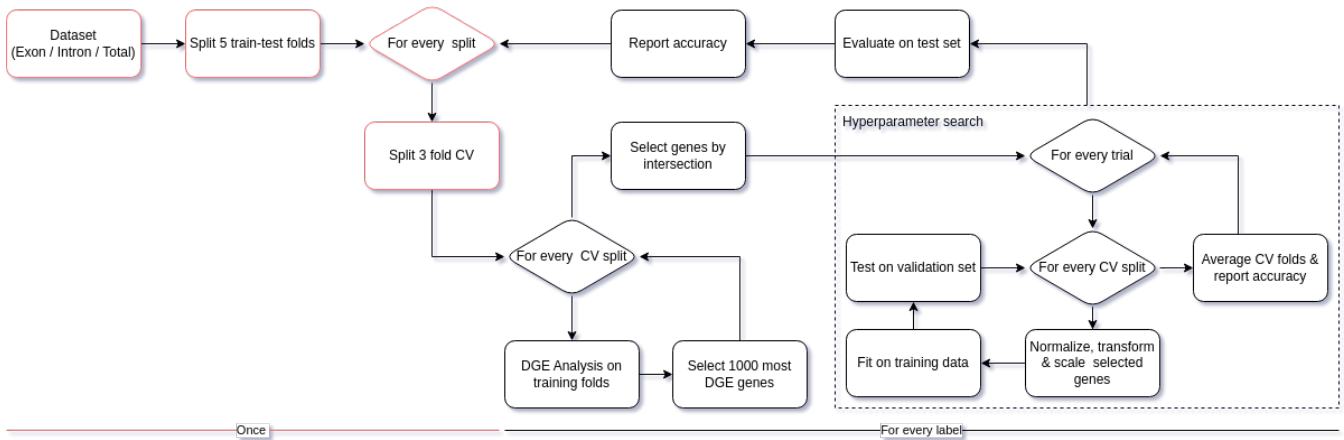 Dataset
(Exon / Intron / Total)
Split 5 train-test folds
For every split
Report accuracy
Evaluate on test set
Hyperparameter search
Split 3 fold CV
Select genes by
intersection
For every trial
For every CV split
Test on validation set
For every CV split
Average CV folds &
report accuracy
DGE Analysis on
training folds
Select 1000 most
DGE genes
Fit on training data
Normalize, transform
& scale selected
genes
Once
For every label